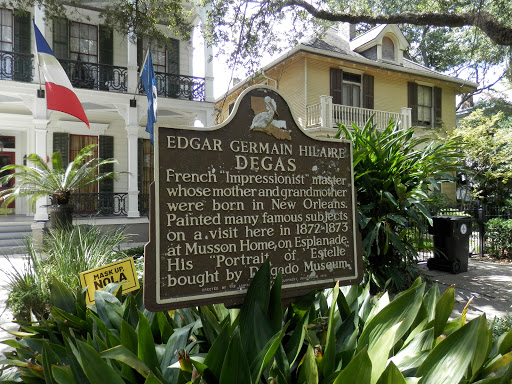 EDGAR GERMAIN HILAIRE
DEGAS
French "Impressionist" master
whose mother and grandmother
were born in New Orleans.
Painted many famous subjects
on a visit here in 1872-1873
at Musson Home, on Esplanade.
His "Portrait of Estelle"
bought by Delgado Museum.
MASK UP,
NOLA